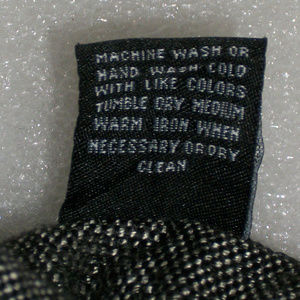 MACHINE WASH OR
HAND WASH COLD
WITH LIKE COLORS
TUMBLE DRY MEDIUM
WARM IRON WHEN
NECESSARY OR DRY
CLEAN